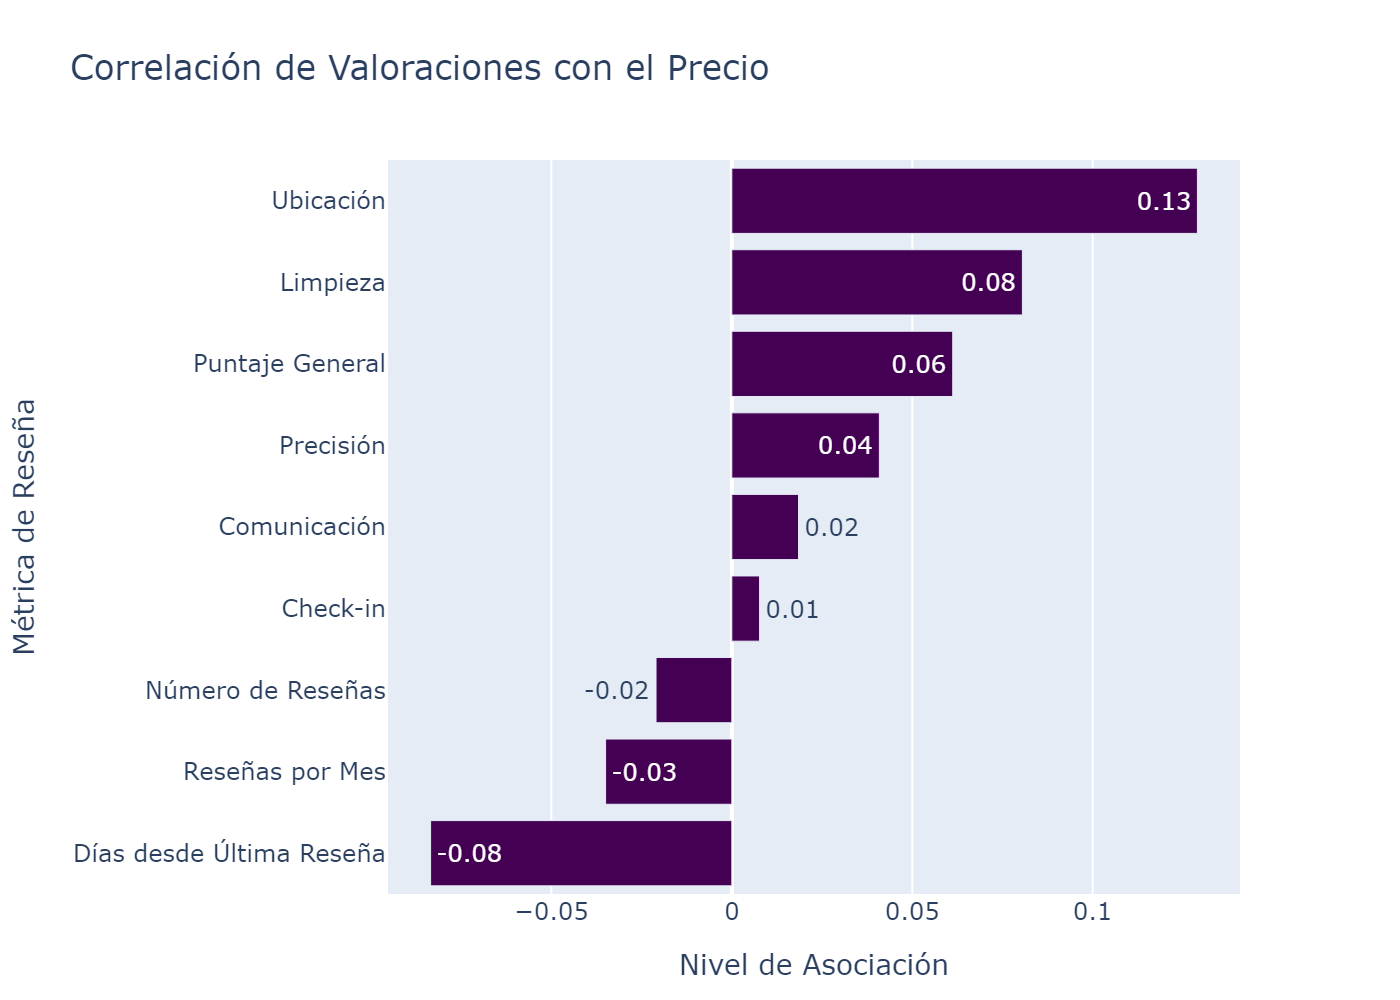 Correlación de Valoraciones con el Precio
Métrica de Reseña
Ubicación 0.13
Limpieza 0.08
Puntaje General 0.06
Precisión 0.04
Comunicación 0.02
Check-in 0.01
Número de Reseñas -0.02
Reseñas por Mes -0.03
Días desde Última Reseña -0.08
−0.05 0 0.05 0.1
Nivel de Asociación